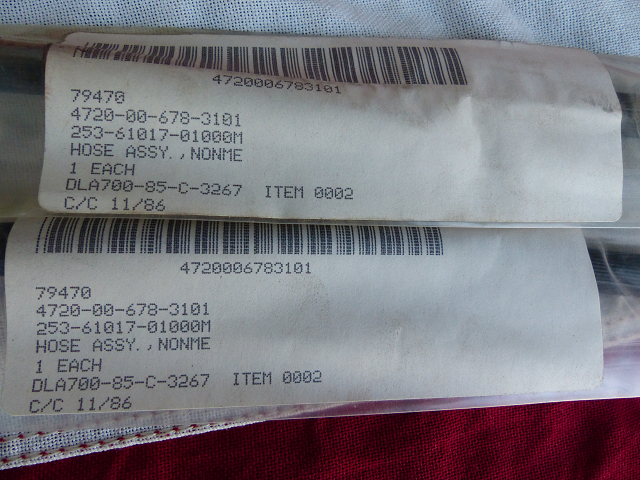 4720006783101
79470
4720-00-678-3101
253-61017-01000M
HOSE ASSY.,NONME
1 EACH
DLA700-85-C-3267 ITEM 0002
C/C 11/86
4720006783101
79470
4720-00-678-3101
253-61017-01000M
HOSE ASSY.,NONME
1 EACH
DLA700-85-C-3267 ITEM 0002
C/C 11/86